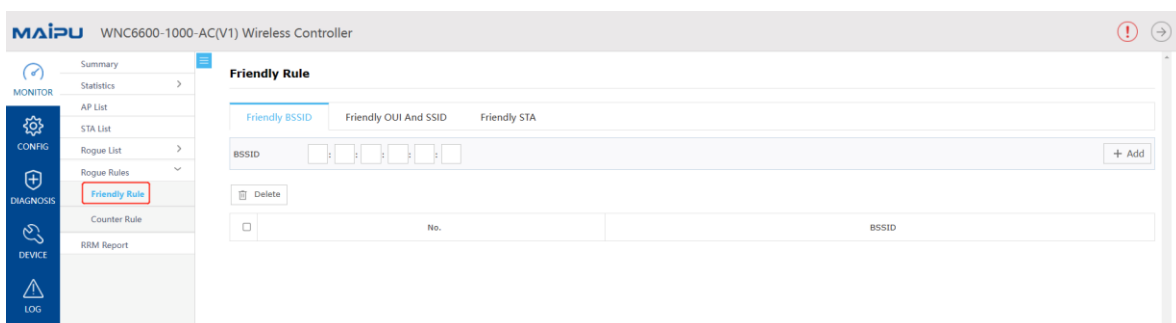 MAIPU WNC6600-1000-AC(V1) Wireless Controller
MONITOR
CONFIG
DIAGNOSIS
DEVICE
LOG
Summary
Statistics
AP List
STA List
Rogue List
Rogue Rules
Friendly Rule
Counter Rule
RRM Report
Friendly Rule
Friendly BSSID Friendly OUI And SSID Friendly STA
BSSID : : : : : + Add
Delete
No. BSSID